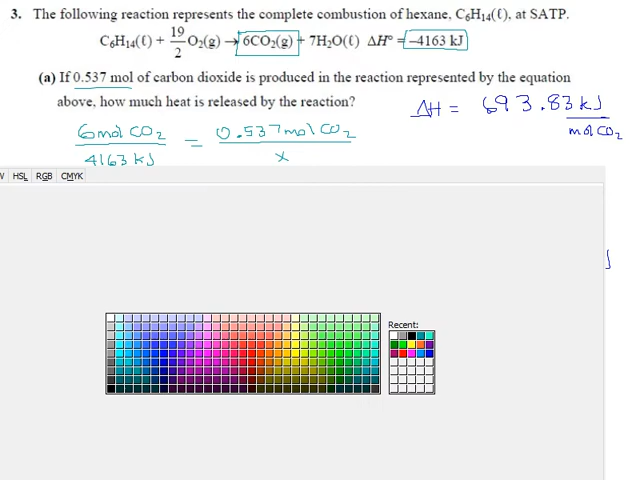 3. The following reaction represents the complete combustion of hexane, C₆H₁₄(ℓ), at SATP.
C₆H₁₄(ℓ) + 19/2 O₂(g) → 6CO₂(g) + 7H₂O(ℓ) ΔH° = –4163 kJ
(a) If 0.537 mol of carbon dioxide is produced in the reaction represented by the equation
above, how much heat is released by the reaction?
ΔH = 693.83 kJ / mol CO₂
6 mol CO₂ / 4163 kJ = 0.537 mol CO₂ / x
V HSL RGB CMYK
J
Recent: